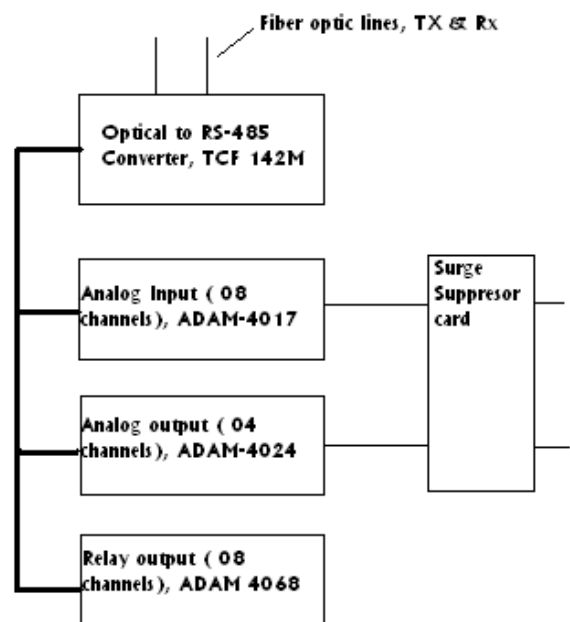 Fiber optic lines, TX & Rx
Optical to RS-485
Converter, TCF 142M
Analog Input ( 08
channels), ADAM-4017
Surge
Suppresor
card
Analog output ( 04
channels), ADAM-4024
Relay output ( 08
channels), ADAM 4068